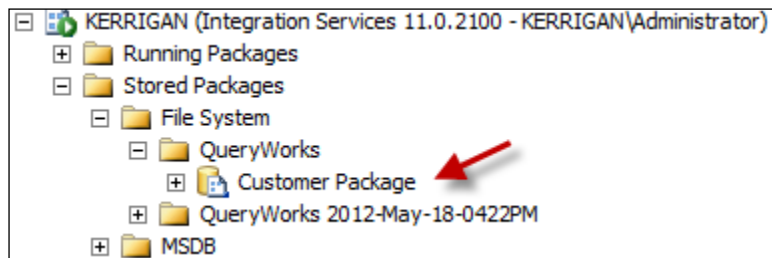 KERRIGAN (Integration Services 11.0.2100 - KERRIGAN\Administrator)
Running Packages
Stored Packages
File System
QueryWorks
Customer Package
QueryWorks 2012-May-18-0422PM
MSDB